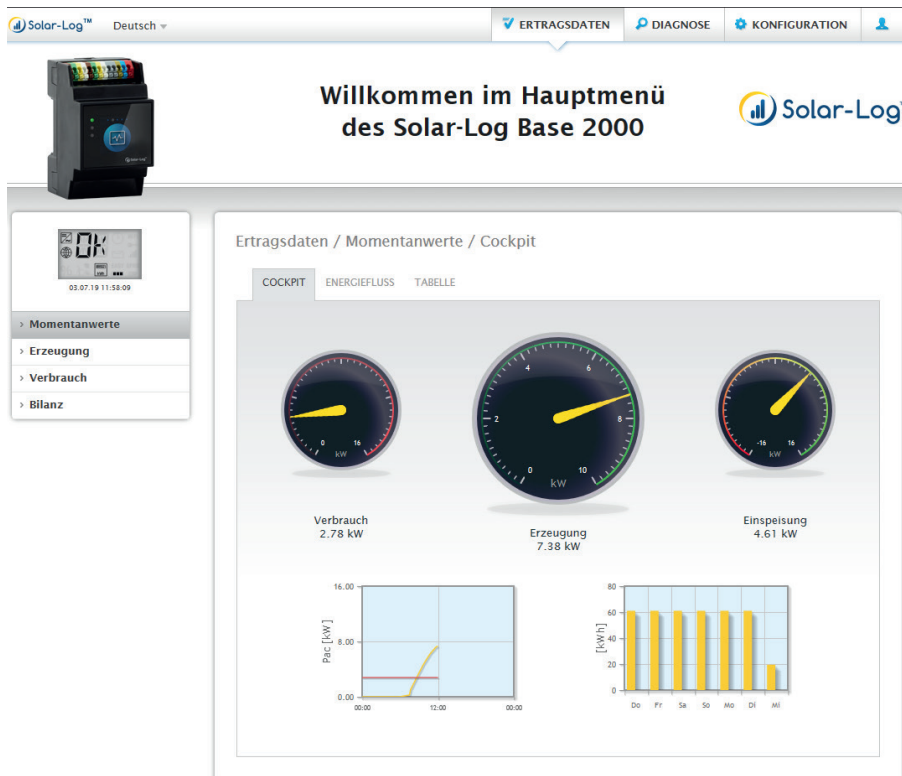 Solar-Log™
Deutsch
ERTRAGSDATEN
DIAGNOSE
KONFIGURATION
Willkommen im Hauptmenü
des Solar-Log Base 2000
Solar-Log
OK
03.07.19 11:58:09
Momentanwerte
Erzeugung
Verbrauch
Bilanz
Ertragsdaten / Momentanwerte / Cockpit
COCKPIT
ENERGIEFLUSS
TABELLE
0 16
kW
Verbrauch
2.78 kW
4 6
2 8
0 10
kW
Erzeugung
7.38 kW
-16 16
kW
Einspeisung
4.61 kW
16.00
8.00
0.00
Pac [kW]
00:00 12:00 00:00
80
60
40
20
0
[kWh]
Do Fr Sa So Mo Di Mi